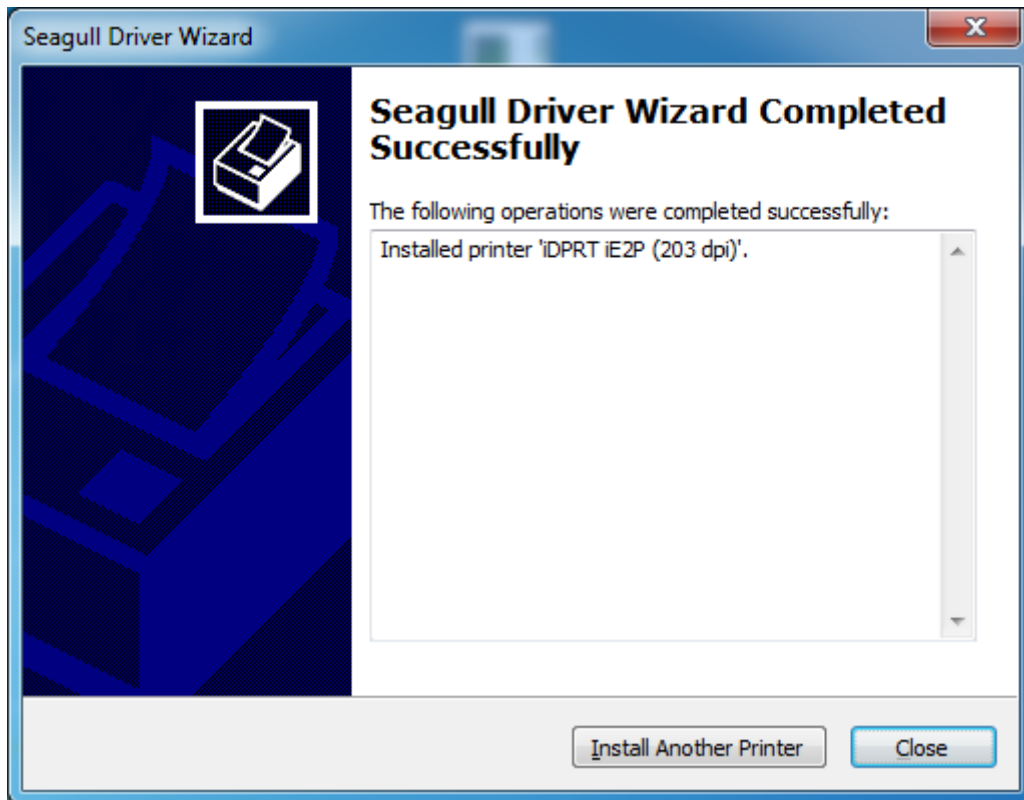 Seagull Driver Wizard
Seagull Driver Wizard Completed
Successfully
The following operations were completed successfully:
Installed printer 'iDPRT iE2P (203 dpi)'.
Install Another Printer
Close